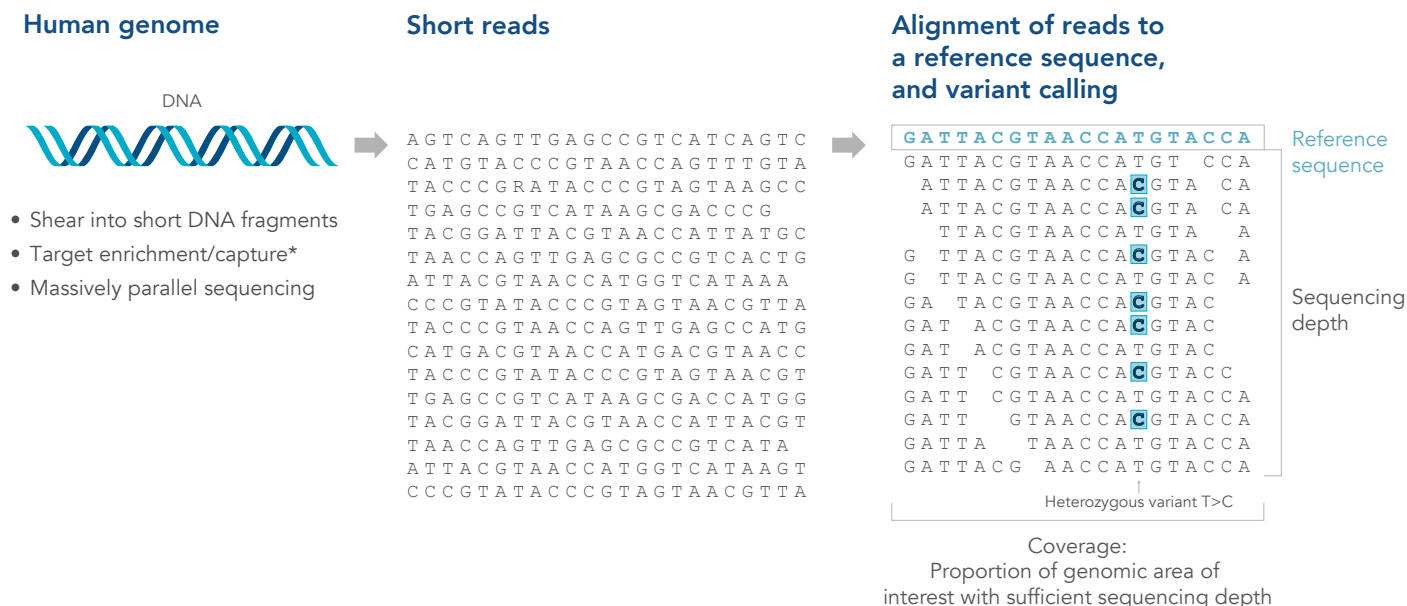 Human genome
DNA
• Shear into short DNA fragments
• Target enrichment/capture*
• Massively parallel sequencing
Short reads
AGTCAGTTGAGCCGTCATCAGTC
CATGTACCCGTAACCAGTTTGTA
TACCCGRATACCCGTAGTAAGCC
TGAGCCGTCATAAGCGACCCG
TACGGATTACGTAACCATTATGC
TAACCAGTTGAGCGCCGTCACTG
ATTACGTAACCATGGTCATAAA
CCCGTATACCCGTAGTAACGTTA
TACCCGTAACCAGTTGAGCCATG
CATGACGTAACCATGACGTAACC
TACCCGTATACCCGTAGTAACGT
TGAGCCGTCATAAGCGACCATGG
TACGGATTACGTAACCATTACGT
TAACCAGTTGAGCGCCGTCATA
ATTACGTAACCATGGTCATAAGT
CCCGTATACCCGTAGTAACGTTA
Alignment of reads to
a reference sequence,
and variant calling
GATTACGTAACCATGTACCA
GATTACGTAACCATGT CCA
ATTACGTAACCACGTA CA
ATTACGTAACCACGTA CA
TTACGTAACCATGTA A
G TTACGTAACCACGTAC A
G TTACGTAACCATGTAC A
GA TACGTAACCACGTAC
GAT ACGTAACCACGTAC
GAT ACGTAACCATGTAC
GATT CGTAACCACGTACC
GATT CGTAACCATGTACCA
GATT GTAACCACGTACCA
GATTA TAACCATGTACCA
GATTACG AACCATGTACCA
Heterozygous variant T>C
Reference
sequence
Sequencing
depth
Coverage:
Proportion of genomic area of
interest with sufficient sequencing depth